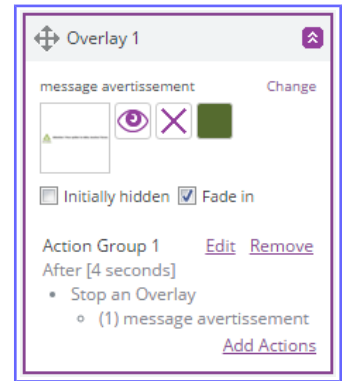 Overlay 1
message avertissement Change
Initially hidden Fade in
Action Group 1 Edit Remove
After [4 seconds]
Stop an Overlay
(1) message avertissement
Add Actions